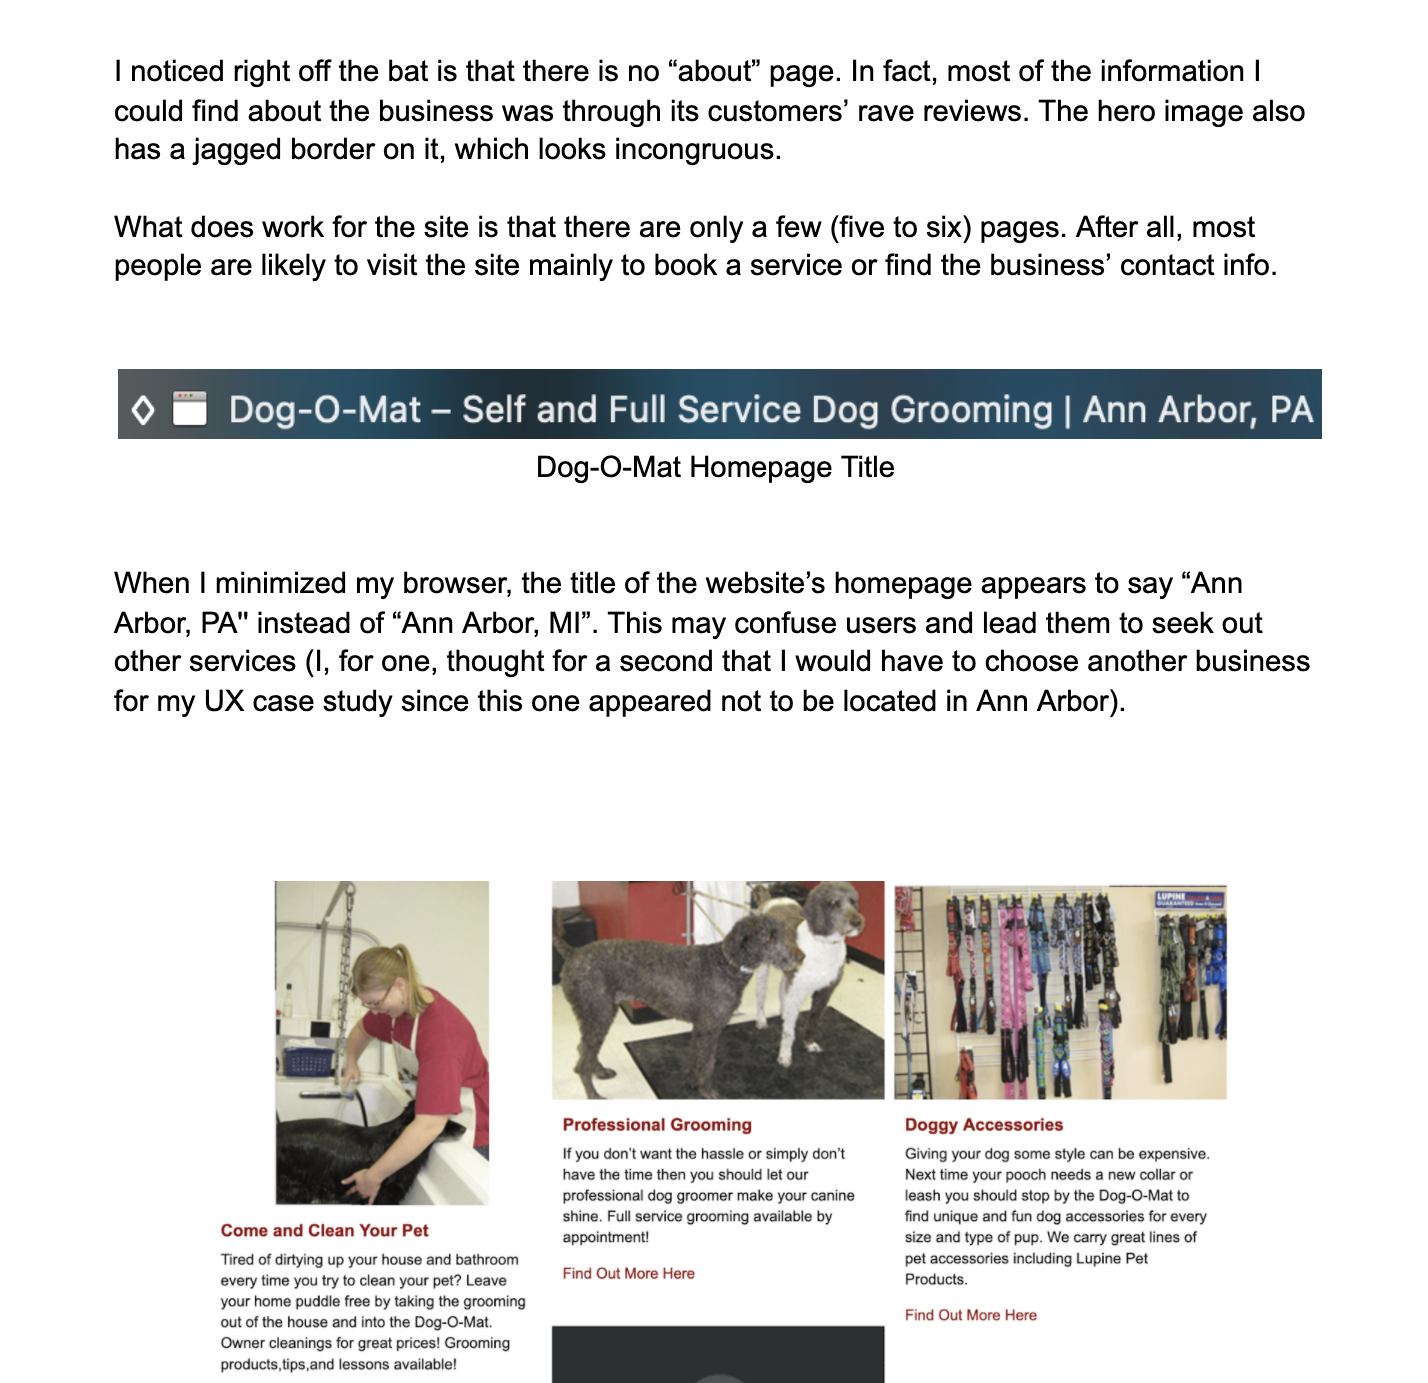 I noticed right off the bat is that there is no “about” page. In fact, most of the information I
could find about the business was through its customers’ rave reviews. The hero image also
has a jagged border on it, which looks incongruous.
What does work for the site is that there are only a few (five to six) pages. After all, most
people are likely to visit the site mainly to book a service or find the business’ contact info.
Dog-O-Mat – Self and Full Service Dog Grooming | Ann Arbor, PA
Dog-O-Mat Homepage Title
When I minimized my browser, the title of the website’s homepage appears to say “Ann
Arbor, PA" instead of “Ann Arbor, MI”. This may confuse users and lead them to seek out
other services (I, for one, thought for a second that I would have to choose another business
for my UX case study since this one appeared not to be located in Ann Arbor).
LUPINE
GUARANTEED
Come and Clean Your Pet
Tired of dirtying up your house and bathroom
every time you try to clean your pet? Leave
your home puddle free by taking the grooming
out of the house and into the Dog-O-Mat.
Owner cleanings for great prices! Grooming
products,tips,and lessons available!
Professional Grooming
If you don’t want the hassle or simply don’t
have the time then you should let our
professional dog groomer make your canine
shine. Full service grooming available by
appointment!
Find Out More Here
Doggy Accessories
Giving your dog some style can be expensive.
Next time your pooch needs a new collar or
leash you should stop by the Dog-O-Mat to
find unique and fun dog accessories for every
size and type of pup. We carry great lines of
pet accessories including Lupine Pet
Products.
Find Out More Here